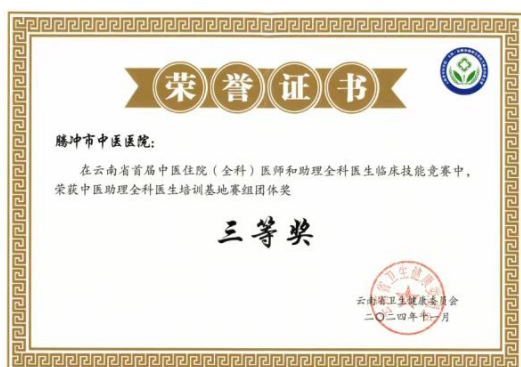 荣誉证书
腾冲市中医医院:
在云南省首届中医住院(全科)医师和助理全科医生临床技能竞赛中,
荣获中医助理全科医生培训基地赛组团体奖
三等奖
云南省卫生健康委员会
二〇二四年十一月